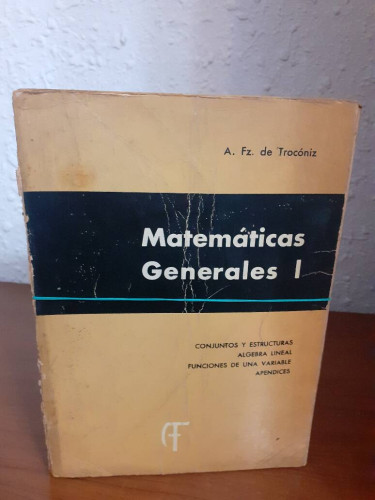 A. Fz. de Trocóniz
Matemáticas
Generales I
CONJUNTOS Y ESTRUCTURAS
ALGEBRA LINEAL
FUNCIONES DE UNA VARIABLE
APENDICES